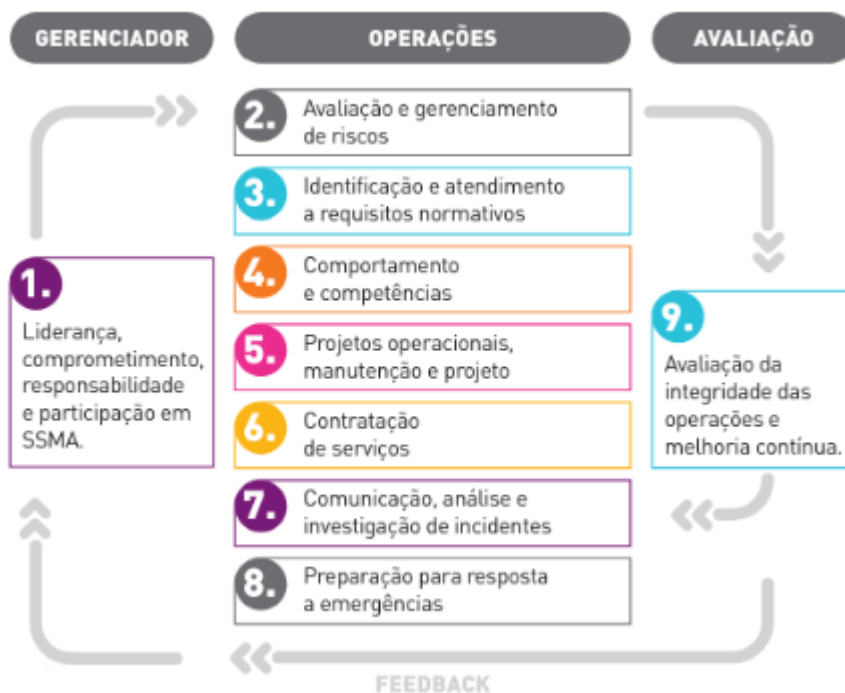 GERENCIADOR
OPERAÇÕES
AVALIAÇÃO
1.
Liderança,
comprometimento,
responsabilidade
e participação em
SSMA.
2.
Avaliação e gerenciamento
de riscos
3.
Identificação e atendimento
a requisitos normativos
4.
Comportamento
e competências
5.
Projetos operacionais,
manutenção e projeto
6.
Contratação
de serviços
7.
Comunicação, análise e
investigação de incidentes
8.
Preparação para resposta
a emergências
9.
Avaliação da
integridade das
operações e
melhoria contínua.
FEEDBACK